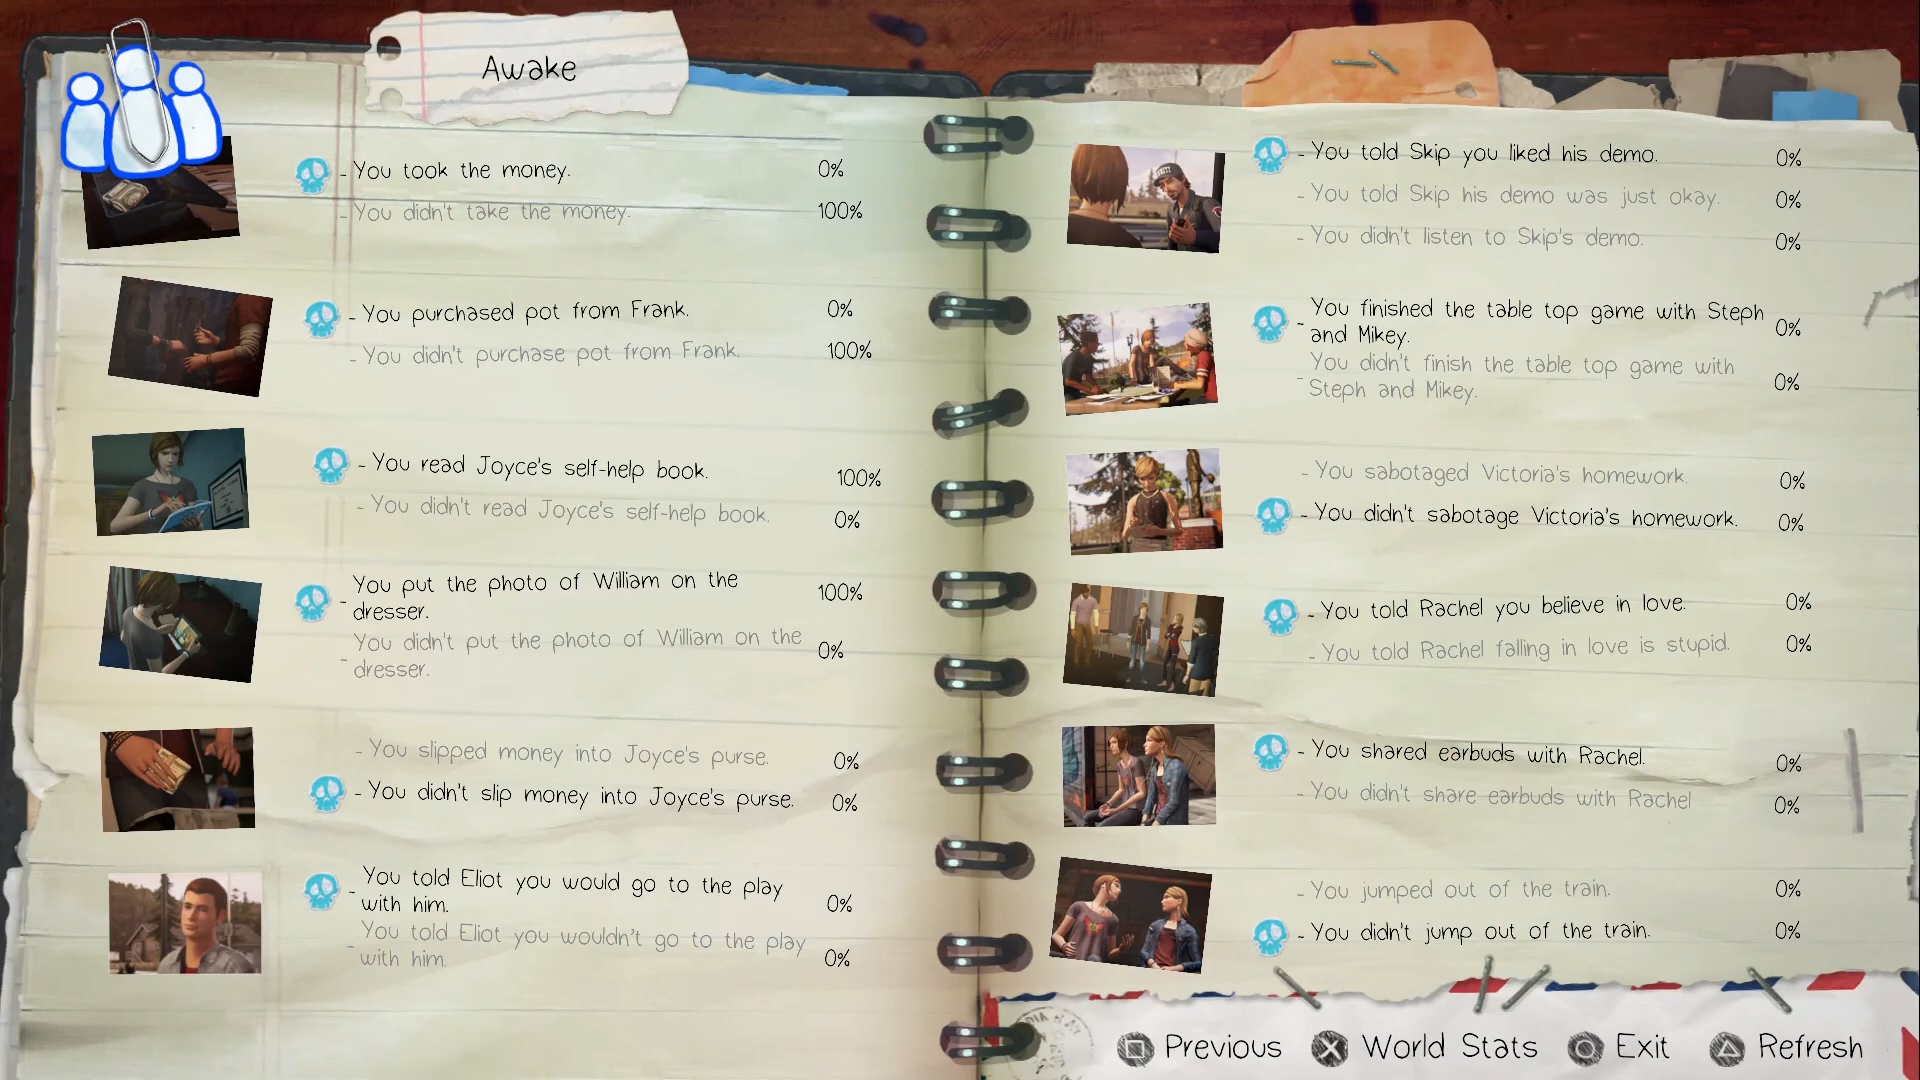 Awake
- You took the money. 0%
- You didn't take the money. 100%
- You purchased pot from Frank. 0%
- You didn't purchase pot from Frank. 100%
- You read Joyce's self-help book. 100%
- You didn't read Joyce's self-help book. 0%
- You put the photo of William on the 100%
dresser.
- You didn't put the photo of William on the 0%
dresser.
- You slipped money into Joyce's purse. 0%
- You didn't slip money into Joyce's purse. 0%
- You told Eliot you would go to the play 0%
with him.
- You told Eliot you wouldn't go to the play 0%
with him.
- You told Skip you liked his demo. 0%
- You told Skip his demo was just okay. 0%
- You didn't listen to Skip's demo. 0%
- You finished the table top game with Steph 0%
and Mikey.
- You didn't finish the table top game with 0%
Steph and Mikey.
- You sabotaged Victoria's homework. 0%
- You didn't sabotage Victoria's homework. 0%
- You told Rachel you believe in love. 0%
- You told Rachel falling in love is stupid. 0%
- You shared earbuds with Rachel. 0%
- You didn't share earbuds with Rachel 0%
- You jumped out of the train. 0%
- You didn't jump out of the train. 0%
Previous World Stats Exit Refresh